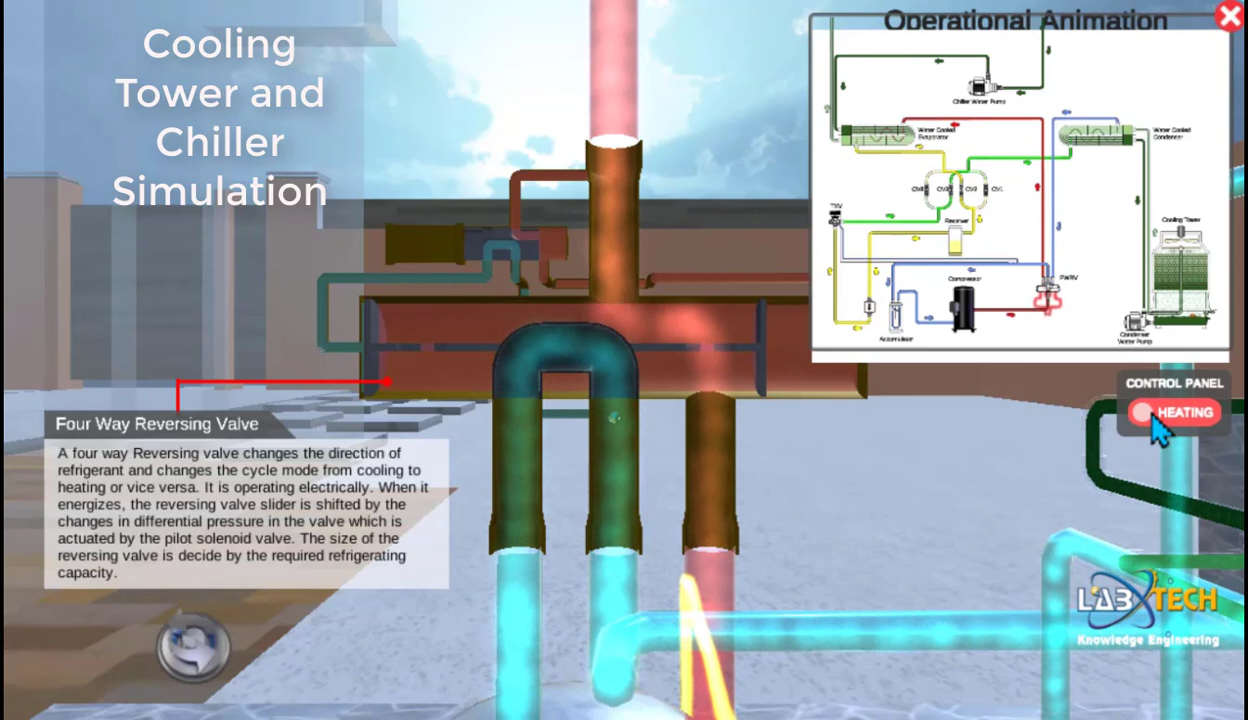 Cooling
Tower and
Chiller
Simulation
Operational Animation
Chiller Water Pump
Water Cooled
Evaporator
Water Cooled
Condenser
CV1
Receiver
Cooling Tower
Compressor
Accumulator
Condenser
Water Pump
CONTROL PANEL
HEATING
Four Way Reversing Valve
A four way Reversing valve changes the direction of
refrigerant and changes the cycle mode from cooling to
heating or vice versa. It is operating electrically. When it
energizes, the reversing valve slider is shifted by the
changes in differential pressure in the valve which is
actuated by the pilot solenoid valve. The size of the
reversing valve is decide by the required refrigerating
capacity.
LABTECH
Knowledge Engineering